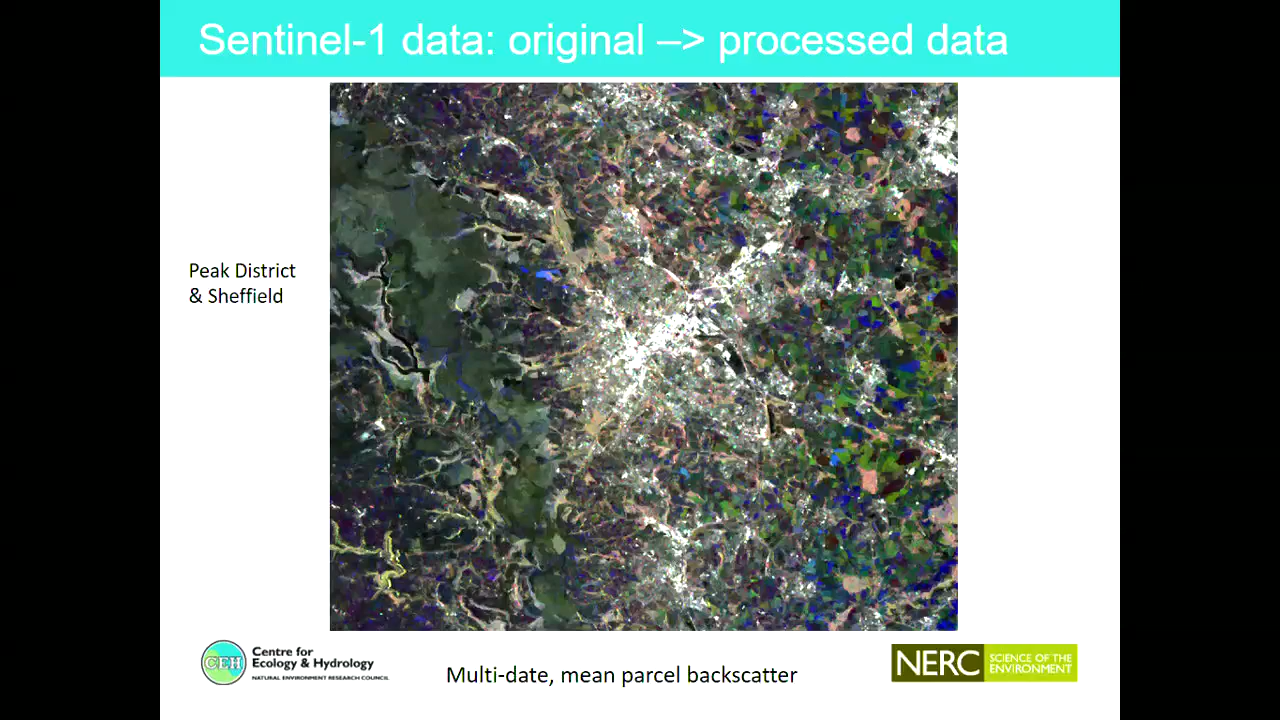 Sentinel-1 data: original –> processed data
Peak District
& Sheffield
CEH
Centre for
Ecology & Hydrology
NATURAL ENVIRONMENT RESEARCH COUNCIL
Multi-date, mean parcel backscatter
NERC
SCIENCE OF THE
ENVIRONMENT